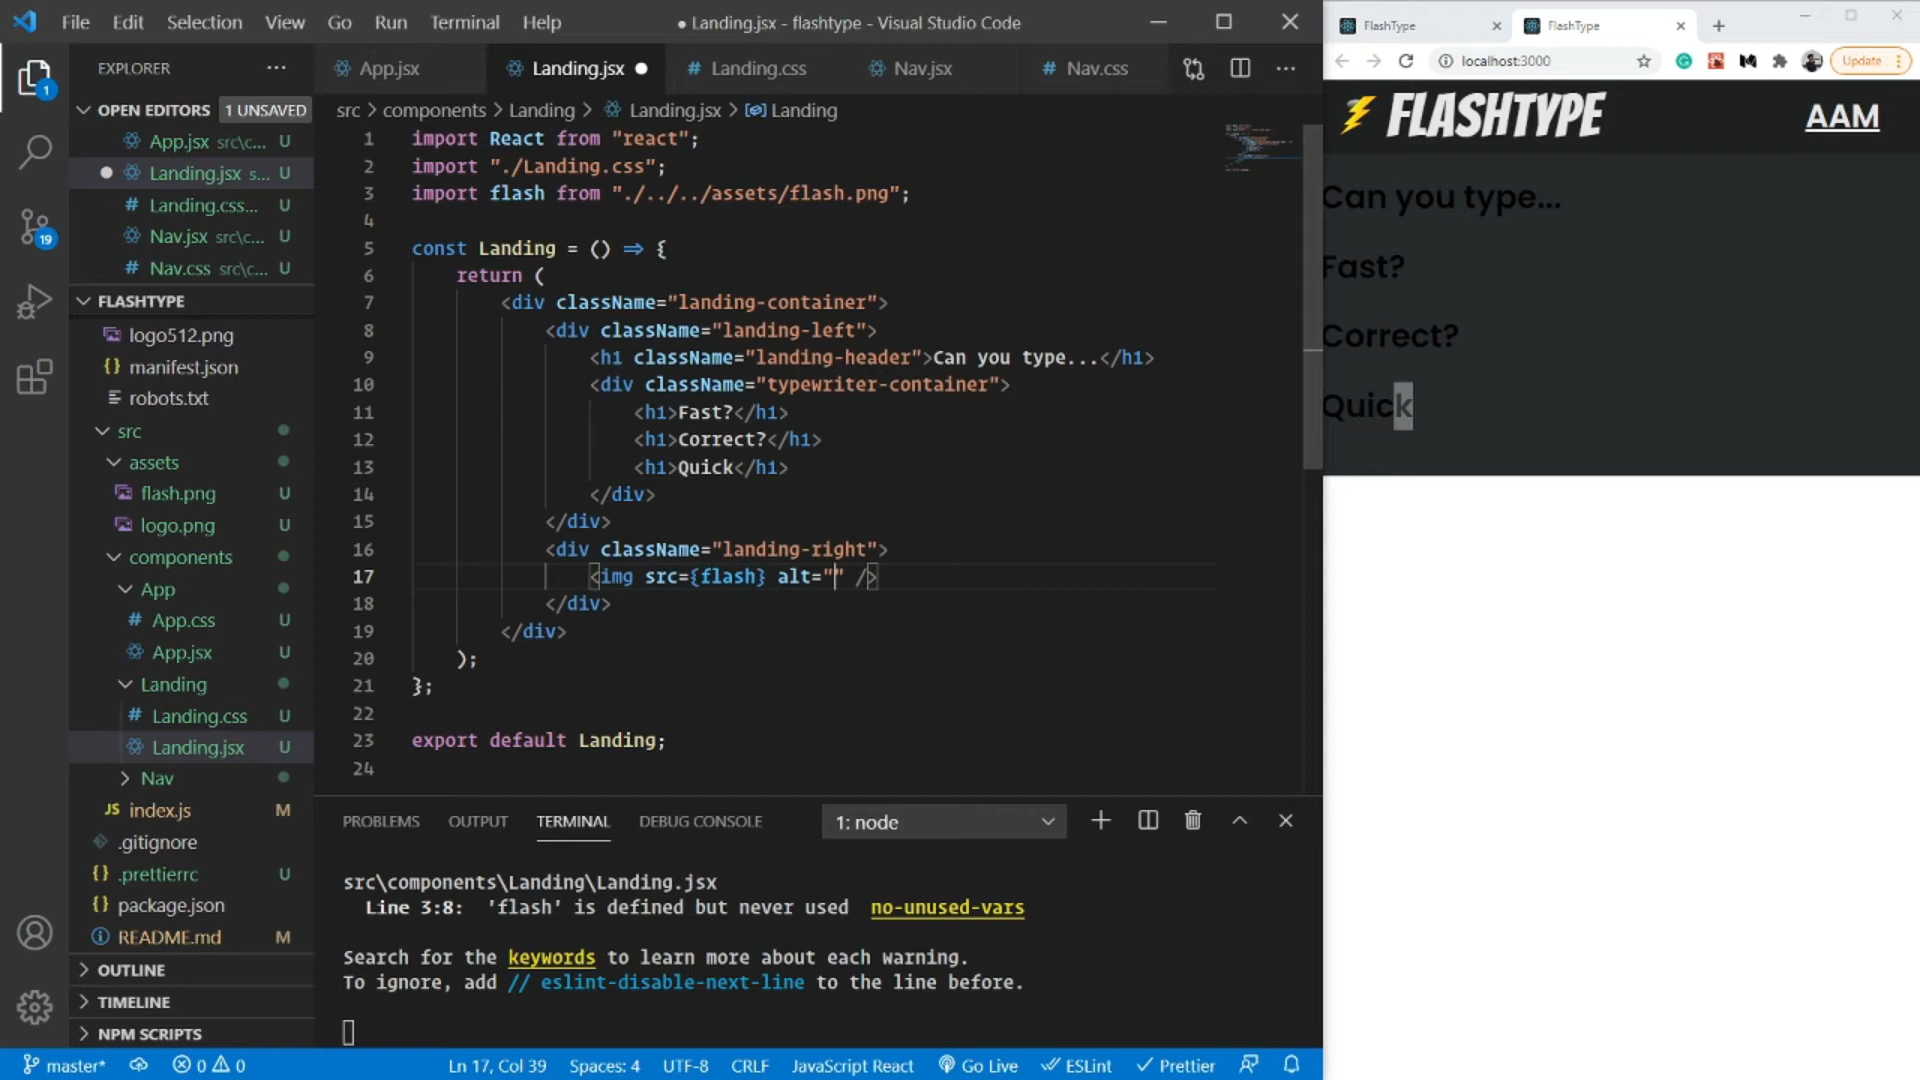 File Edit Selection View Go Run Terminal Help
● Landing.jsx - flashtype - Visual Studio Code
EXPLORER
OPEN EDITORS 1 UNSAVED
App.jsx src\c... U
Landing.jsx s... U
Landing.css... U
Nav.jsx src\c... U
Nav.css src\c... U
FLASHTYPE
logo512.png
manifest.json
robots.txt
src
assets
flash.png U
logo.png U
components
App
App.css U
App.jsx U
Landing
Landing.css U
Landing.jsx U
Nav
index.js M
.gitignore
.prettierrc U
package.json
README.md M
OUTLINE
TIMELINE
NPM SCRIPTS
App.jsx Landing.jsx Landing.css Nav.jsx Nav.css
src > components > Landing > Landing.jsx > Landing
1 import React from "react";
2 import "./Landing.css";
3 import flash from "./../../assets/flash.png";
4
5 const Landing = () => {
6 return (
7 <div className="landing-container">
8 <div className="landing-left">
9 <h1 className="landing-header">Can you type...</h1>
10 <div className="typewriter-container">
11 <h1>Fast?</h1>
12 <h1>Correct?</h1>
13 <h1>Quick</h1>
14 </div>
15 </div>
16 <div className="landing-right">
17 <img src={flash} alt="" />
18 </div>
19 </div>
20 );
21 };
22
23 export default Landing;
24
PROBLEMS OUTPUT TERMINAL DEBUG CONSOLE 1: node
src\components\Landing\Landing.jsx
Line 3:8: 'flash' is defined but never used no-unused-vars
Search for the keywords to learn more about each warning.
To ignore, add // eslint-disable-next-line to the line before.
1
19
master* 0 0 Ln 17, Col 39 Spaces: 4 UTF-8 CRLF JavaScript React Go Live ESLint Prettier
FlashType FlashType
localhost:3000 Update
FLASHTYPE AAM
Can you type...
Fast?
Correct?
Quick